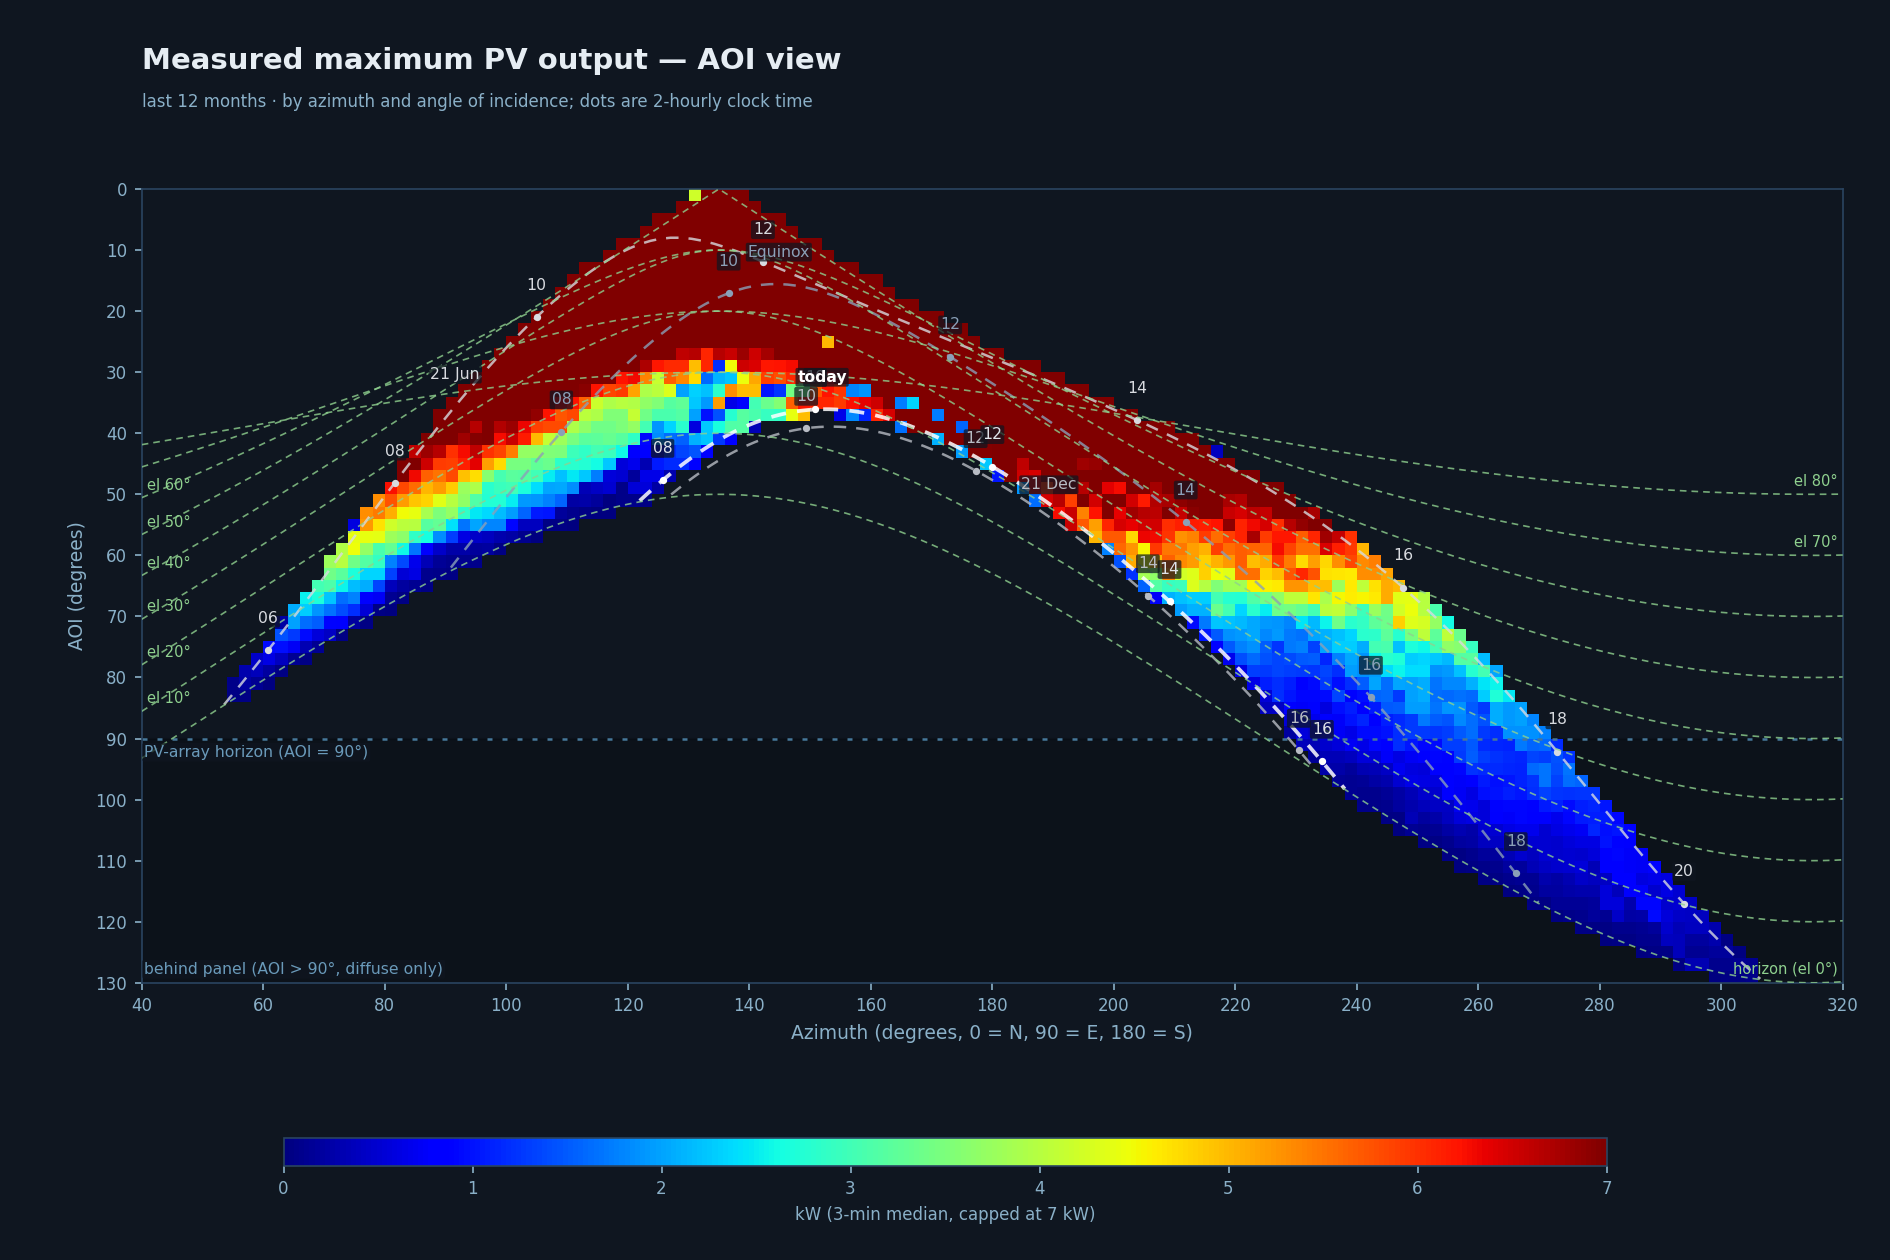 Measured maximum PV output — AOI view
last 12 months · by azimuth and angle of incidence; dots are 2-hourly clock time
0
10
20
30
40
50
60
70
80
90
100
110
120
130
AOI (degrees)
12
Equinox
10
10
12
21 Jun
today
14
08
10
08
08
12
12
el 60°
21 Dec
14
el 80°
el 50°
el 40°
14
14
16
el 70°
el 30°
06
el 20°
16
el 10°
16
16
18
PV-array horizon (AOI = 90°)
18
20
behind panel (AOI > 90°, diffuse only)
horizon (el 0°)
40
60
80
100
120
140
160
180
200
220
240
260
280
300
320
Azimuth (degrees, 0 = N, 90 = E, 180 = S)
0
1
2
3
4
5
6
7
kW (3-min median, capped at 7 kW)